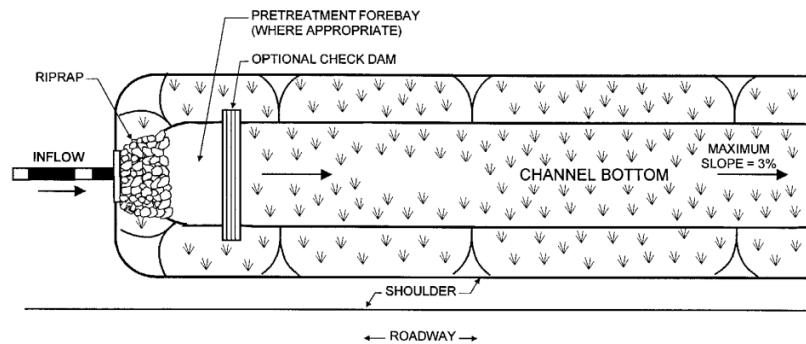 PRETREATMENT FOREBAY
(WHERE APPROPRIATE)
OPTIONAL CHECK DAM
RIPRAP
INFLOW
CHANNEL BOTTOM
MAXIMUM
SLOPE = 3%
SHOULDER
ROADWAY